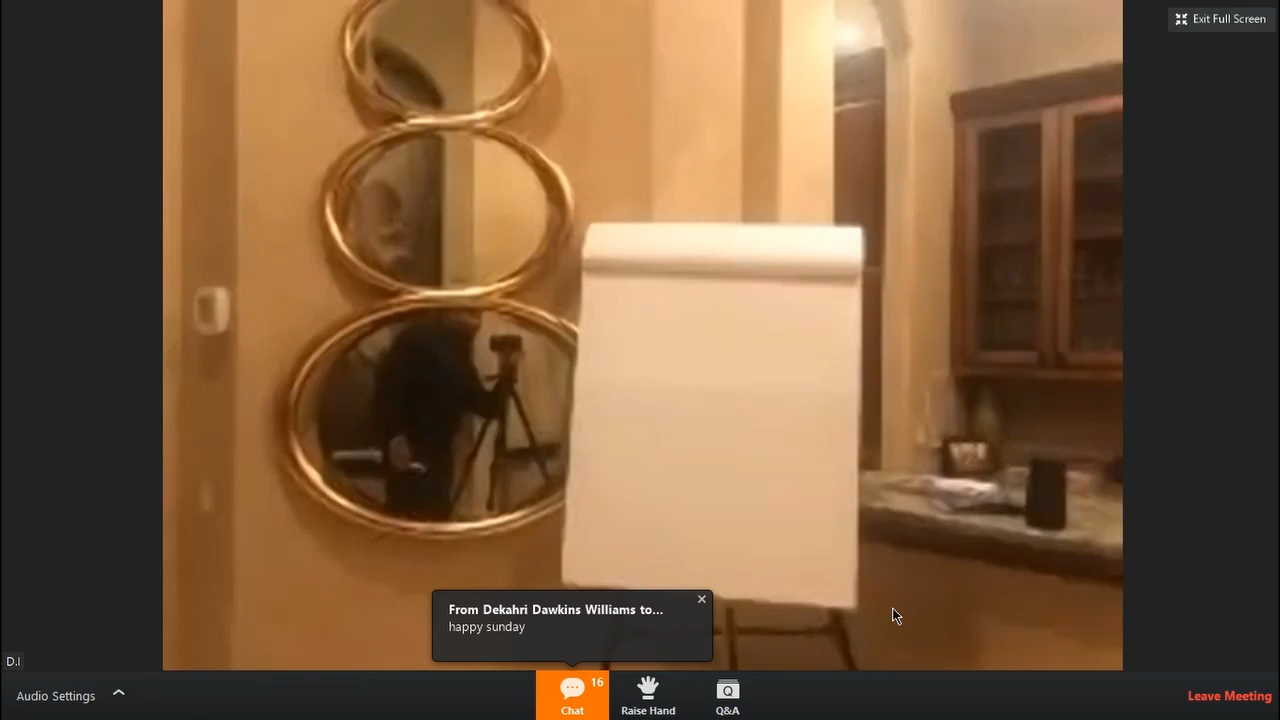 Exit Full Screen
From Dekahri Dawkins Williams to...
happy sunday
D.I
Audio Settings
16
Chat
Raise Hand
Q
Q&A
Leave Meeting